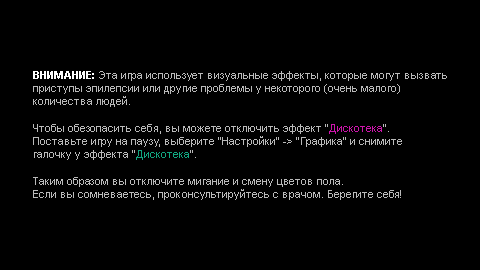 ВНИМАНИЕ: Эта игра использует визуальные эффекты, которые могут вызвать
приступы эпилепсии или другие проблемы у некоторого (очень малого)
количества людей.
Чтобы обезопасить себя, вы можете отключить эффект "Дискотека".
Поставьте игру на паузу, выберите "Настройки" -> "Графика" и снимите
галочку у эффекта "Дискотека".
Таким образом вы отключите мигание и смену цветов пола.
Если вы сомневаетесь, проконсультируйтесь с врачом. Берегите себя!